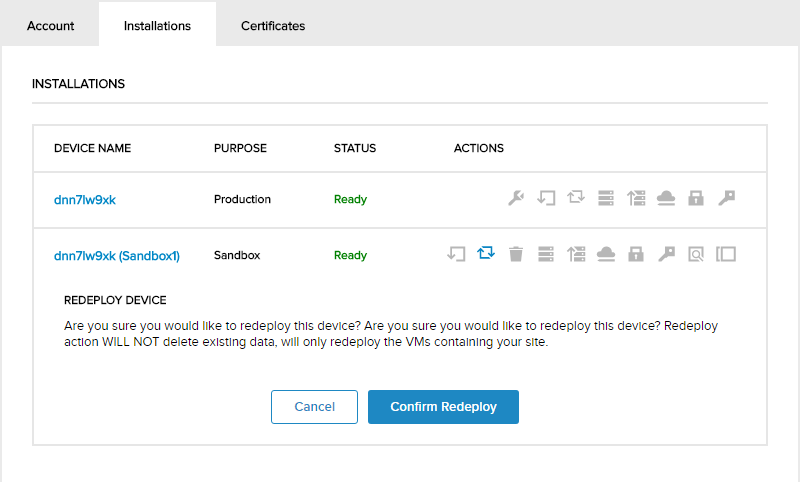 Account Installations Certificates
INSTALLATIONS
DEVICE NAME PURPOSE STATUS ACTIONS
dnn7lw9xk Production Ready
dnn7lw9xk (Sandbox1) Sandbox Ready
REDEPLOY DEVICE
Are you sure you would like to redeploy this device? Are you sure you would like to redeploy this device? Redeploy
action WILL NOT delete existing data, will only redeploy the VMs containing your site.
Cancel Confirm Redeploy